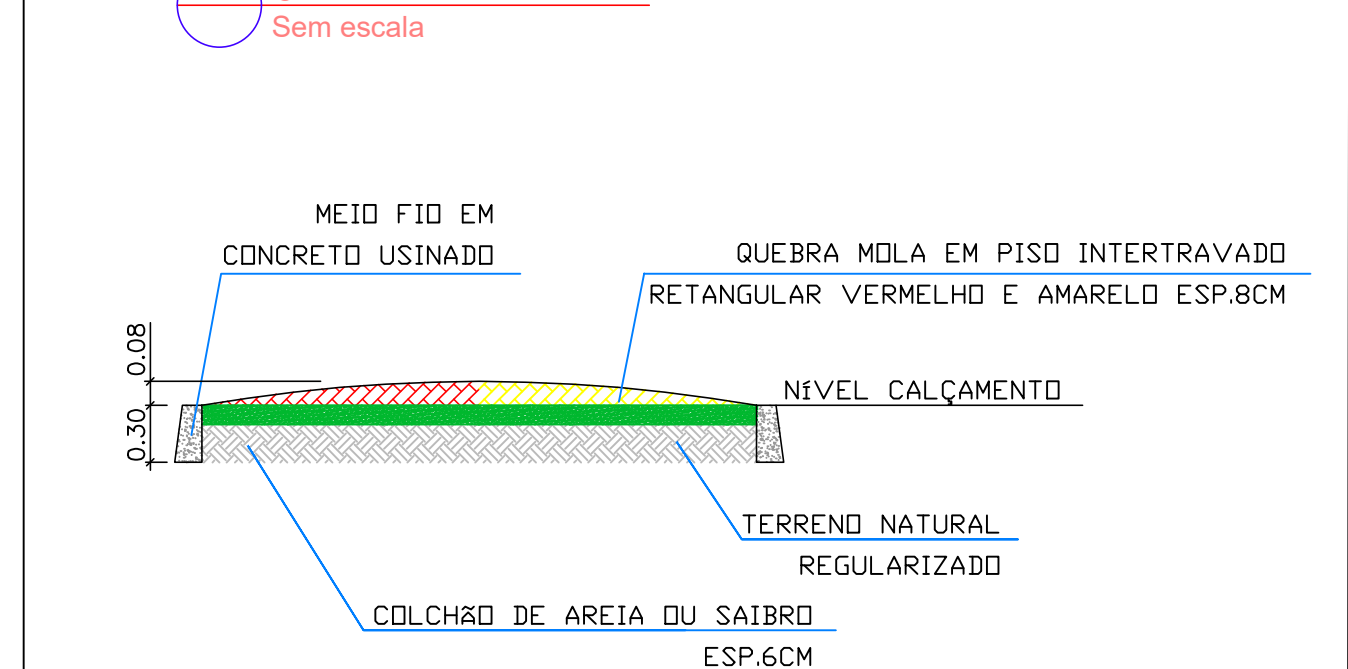 Sem escala
MEIO FIO EM
CONCRETO USINADO
QUEBRA MOLA EM PISO INTERTRAVADO
RETANGULAR VERMELHO E AMARELO ESP.8CM
0.08
0.30
NíVEL CALÇAMENTO
TERRENO NATURAL
REGULARIZADO
COLCHãO DE AREIA OU SAIBRO
ESP.6CM